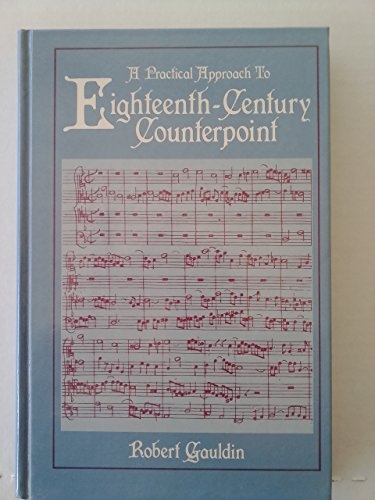 A Practical Approach To
Eighteenth-Century
Counterpoint
Robert Gauldin